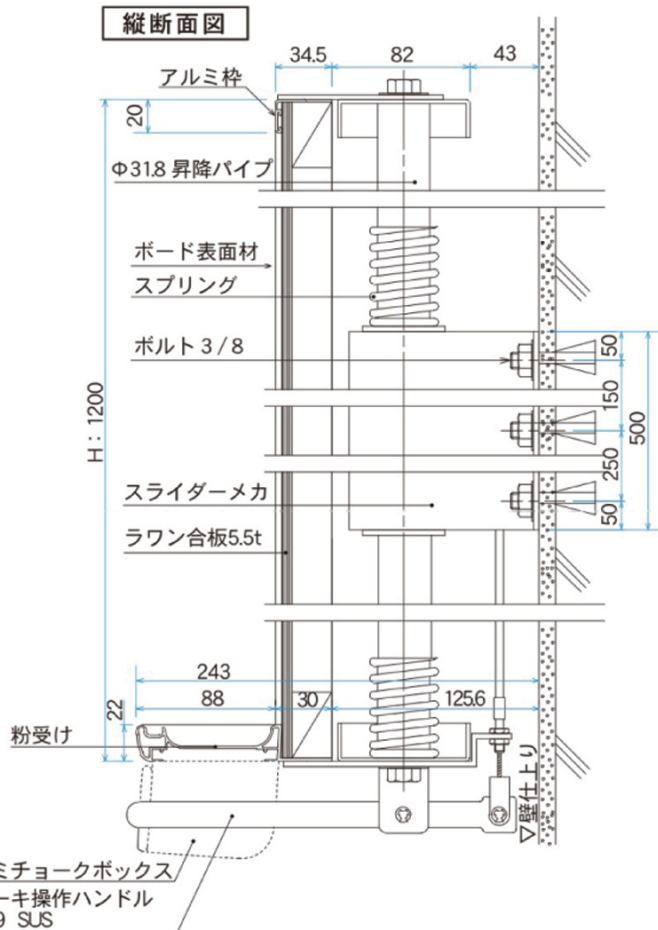 縦断面図
34.5
82
43
アルミ枠
20
Φ31.8 昇降パイプ
ボード表面材
スプリング
ボルト 3 / 8
50
150
500
H : 1200
250
スライダーメカ
50
ラワン合板5.5t
243
88
30
125.6
22
粉受け
▽壁仕上り
ミチョークボックス
ーキ操作ハンドル
9 SUS